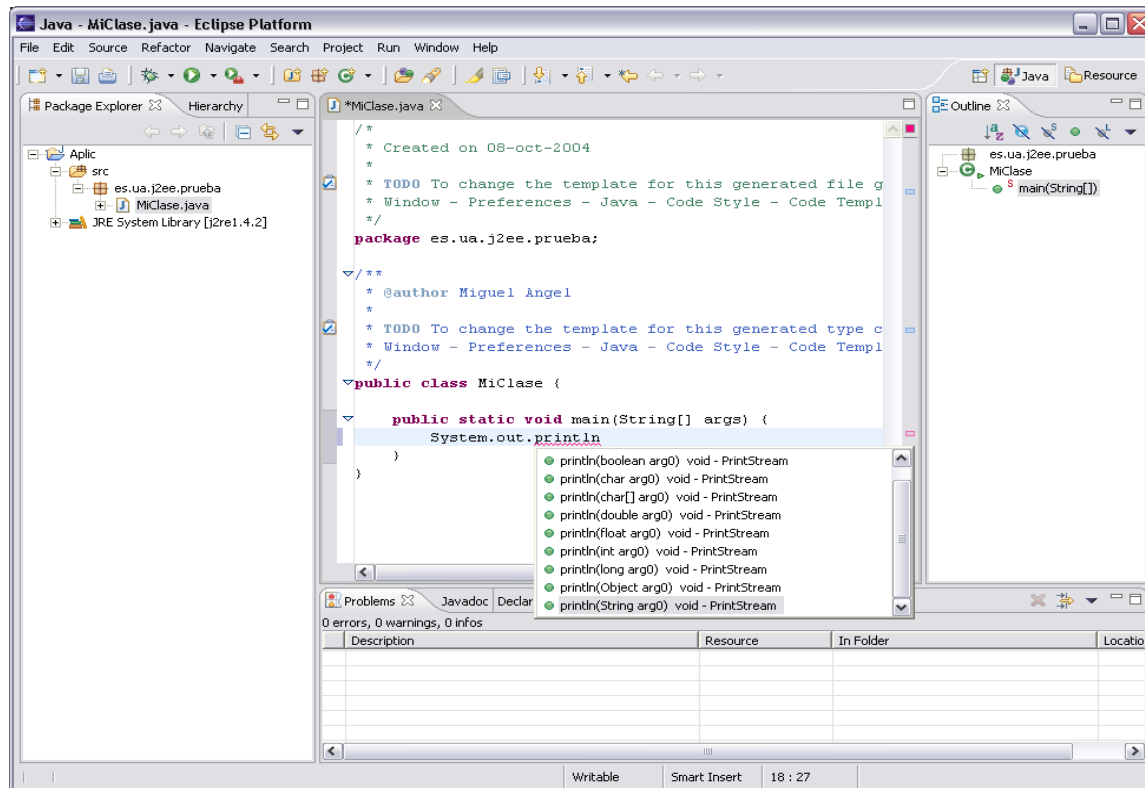 Java - MiClase.java - Eclipse Platform
File Edit Source Refactor Navigate Search Project Run Window Help
Java Resource
Package Explorer Hierarchy
Aplic
src
es.ua.j2ee.prueba
MiClase.java
JRE System Library [j2re1.4.2]
*MiClase.java
/*
* Created on 08-oct-2004
*
* TODO To change the template for this generated file g
* Window - Preferences - Java - Code Style - Code Templ
*/
package es.ua.j2ee.prueba;
/**
* @author Miguel Angel
*
* TODO To change the template for this generated type c
* Window - Preferences - Java - Code Style - Code Templ
*/
public class MiClase {
public static void main(String[] args) {
System.out.println
}
}
println(boolean arg0) void - PrintStream
println(char arg0) void - PrintStream
println(char[] arg0) void - PrintStream
println(double arg0) void - PrintStream
println(float arg0) void - PrintStream
println(int arg0) void - PrintStream
println(long arg0) void - PrintStream
println(Object arg0) void - PrintStream
println(String arg0) void - PrintStream
Outline
es.ua.j2ee.prueba
MiClase
main(String[])
Problems Javadoc Declar
0 errors, 0 warnings, 0 infos
Description Resource In Folder Locatio
Writable Smart Insert 18 : 27